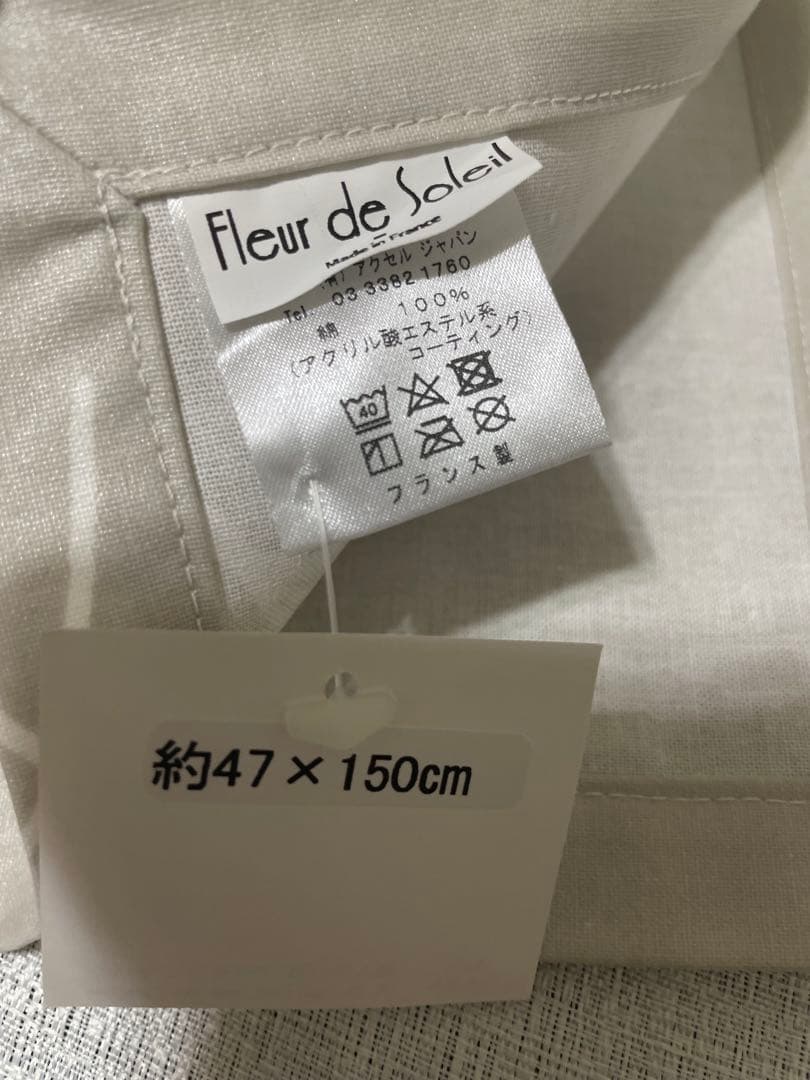 Fleur de Soleil
Made in France
(有)アクセル ジャパン
Tel. 03 3382 1760
綿 100%
(アクリル酸エステル系
コーティング)
40
フランス製
約47×150cm